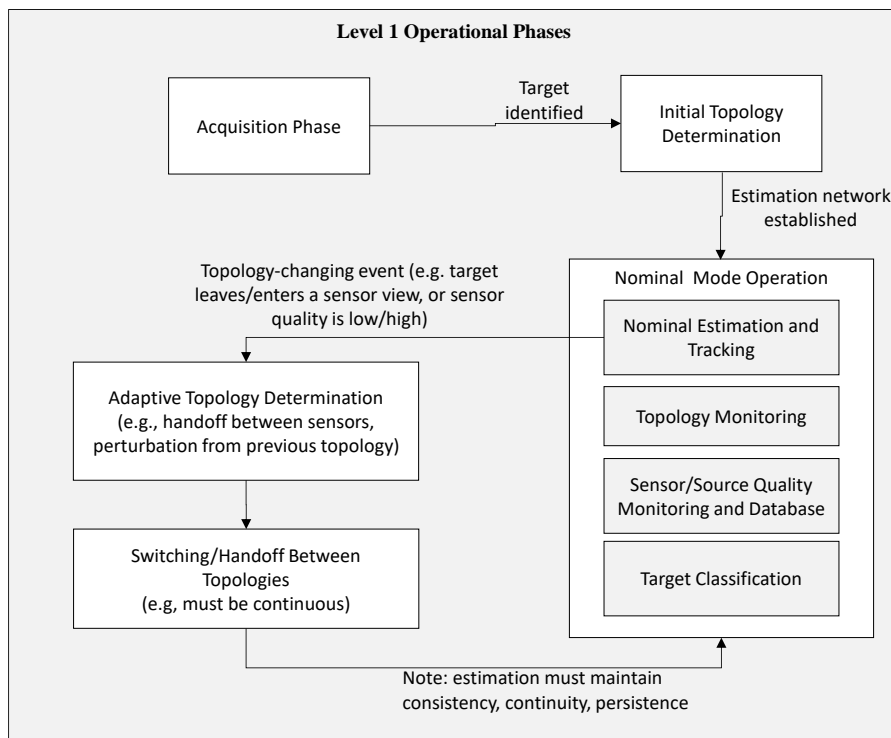 Level 1 Operational Phases
Acquisition Phase
Target
identified
Initial Topology
Determination
Estimation network
established
Topology-changing event (e.g. target
leaves/enters a sensor view, or sensor
quality is low/high)
Nominal Mode Operation
Nominal Estimation and
Tracking
Topology Monitoring
Sensor/Source Quality
Monitoring and Database
Target Classification
Adaptive Topology Determination
(e.g., handoff between sensors,
perturbation from previous topology)
Switching/Handoff Between
Topologies
(e.g, must be continuous)
Note: estimation must maintain
consistency, continuity, persistence